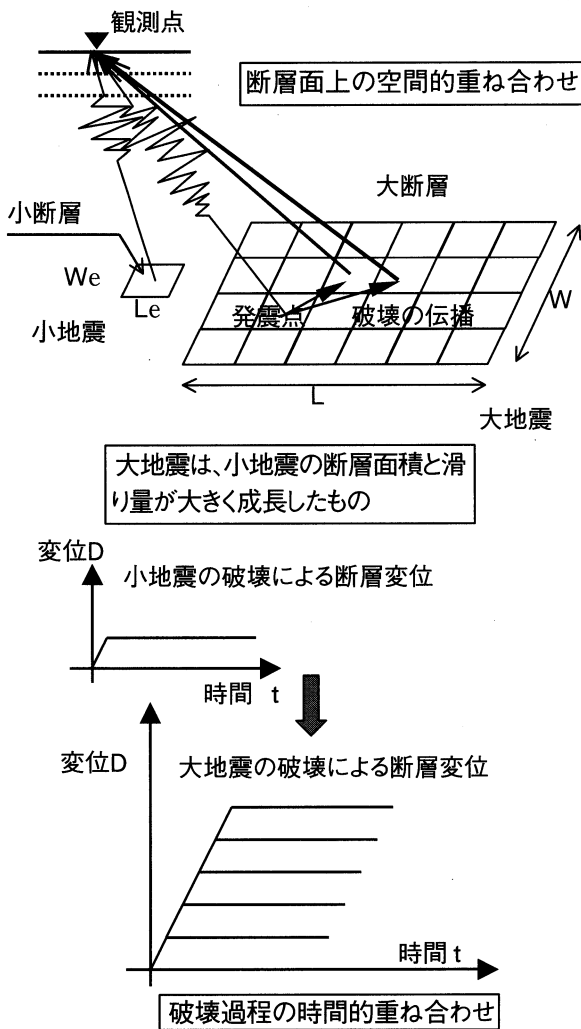 観測点
断層面上の空間的重ね合わせ
大断層
小断層
We
Le
小地震
発震点
破壊の伝播
W
L
大地震
大地震は、小地震の断層面積と滑
り量が大きく成長したもの
変位D
小地震の破壊による断層変位
時間 t
変位D
大地震の破壊による断層変位
時間 t
破壊過程の時間的重ね合わせ